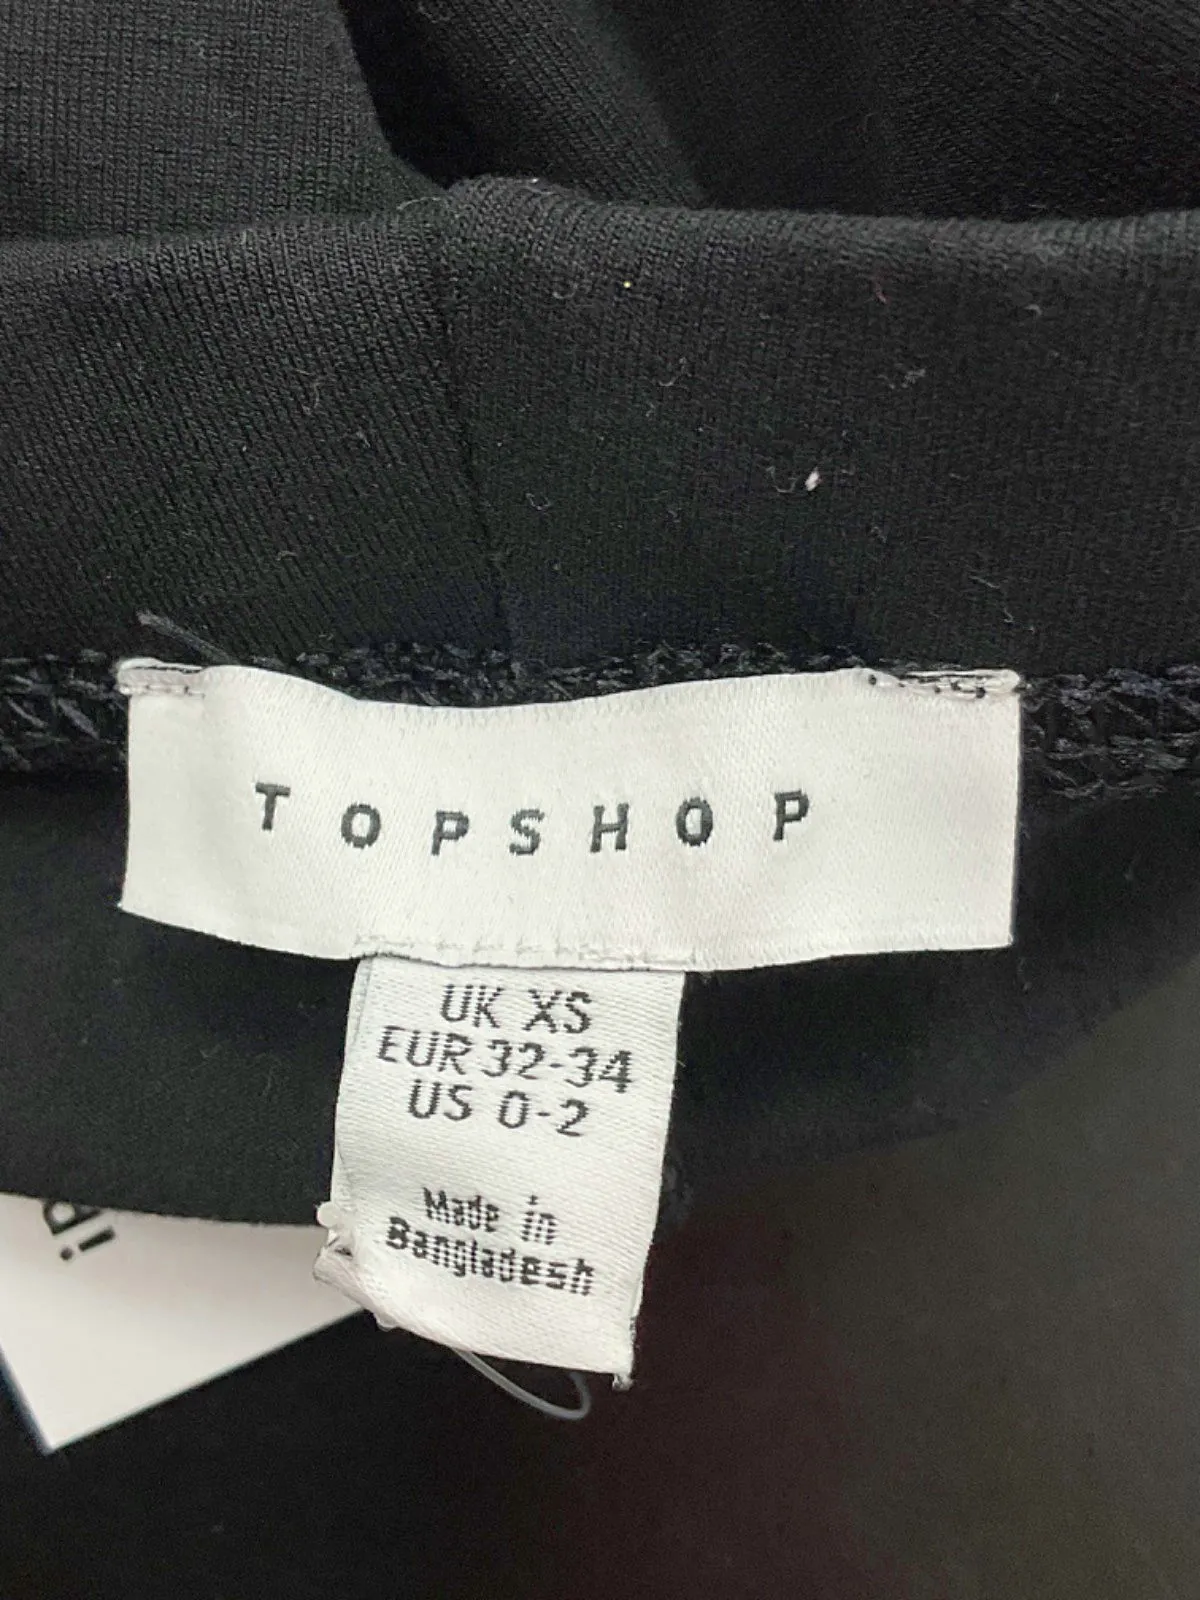 TOPSHOP
UK XS
EUR 32-34
US 0-2
Made in
Bangladesh